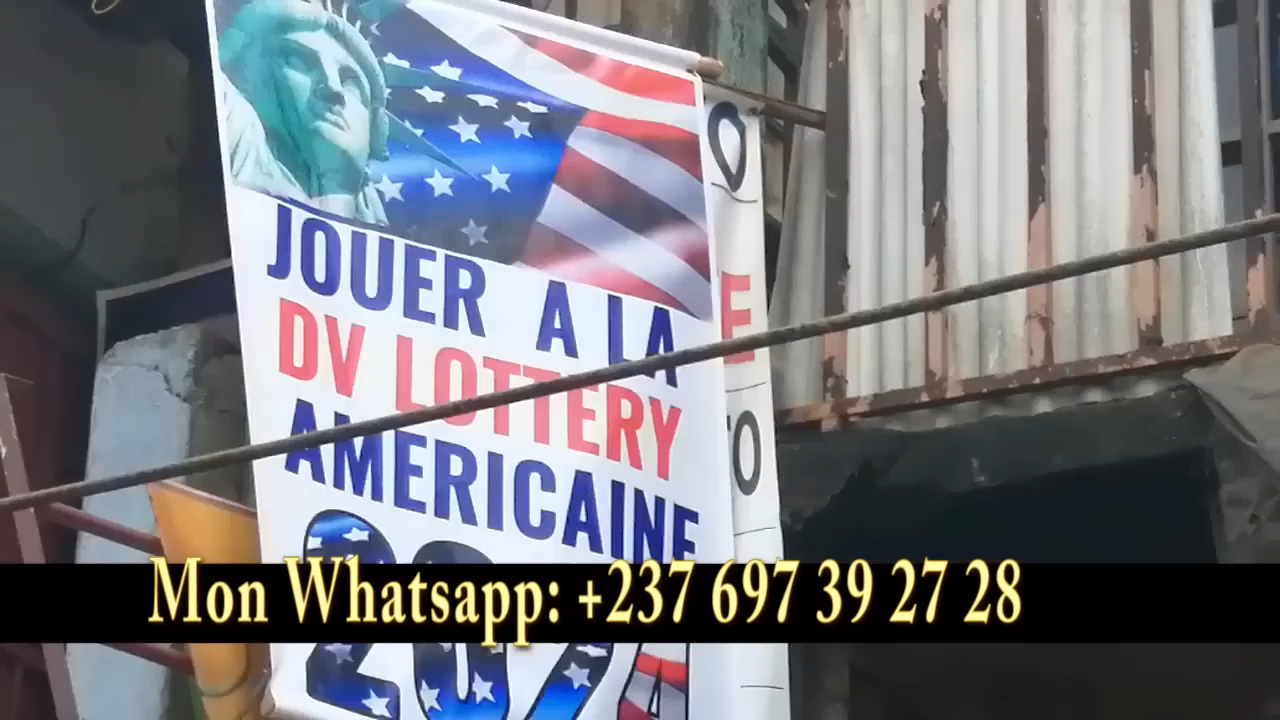 JOUER A LA
DV LOTTERY
AMERICAINE
Mon Whatsapp: +237 697 39 27 28